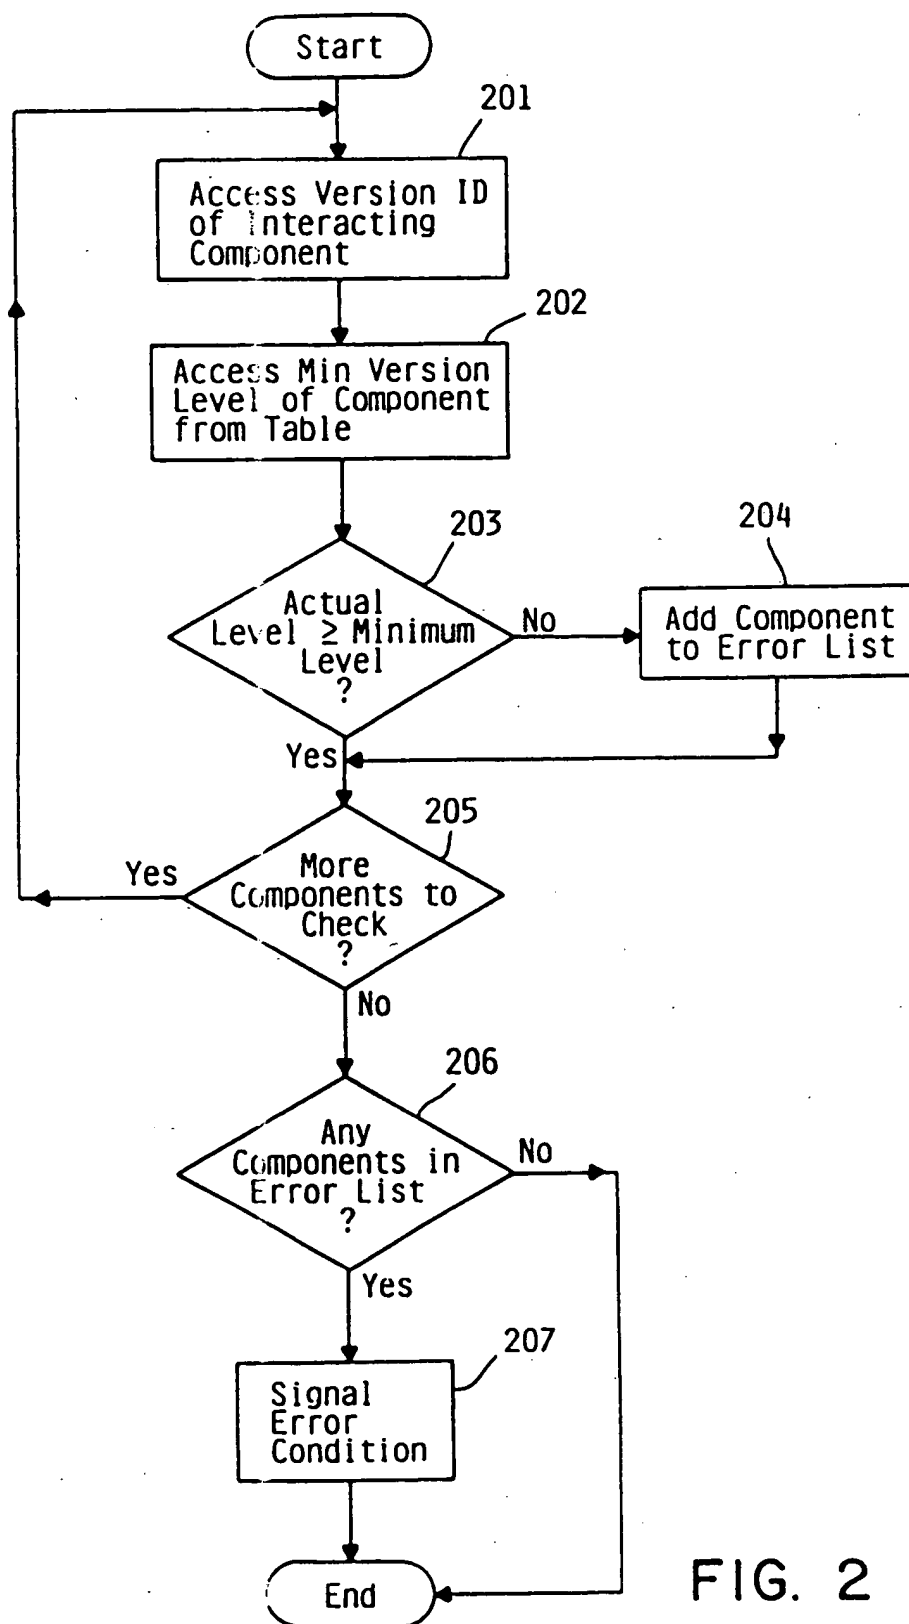 Start
201
Access Version ID
of Interacting
Component
202
Access Min Version
Level of Component
from Table
203
Actual
Level ≥ Minimum
Level
?
No
204
Add Component
to Error List
Yes
205
More
Components to
Check
?
Yes
No
206
Any
Components in
Error List
?
No
Yes
207
Signal
Error
Condition
End
FIG. 2